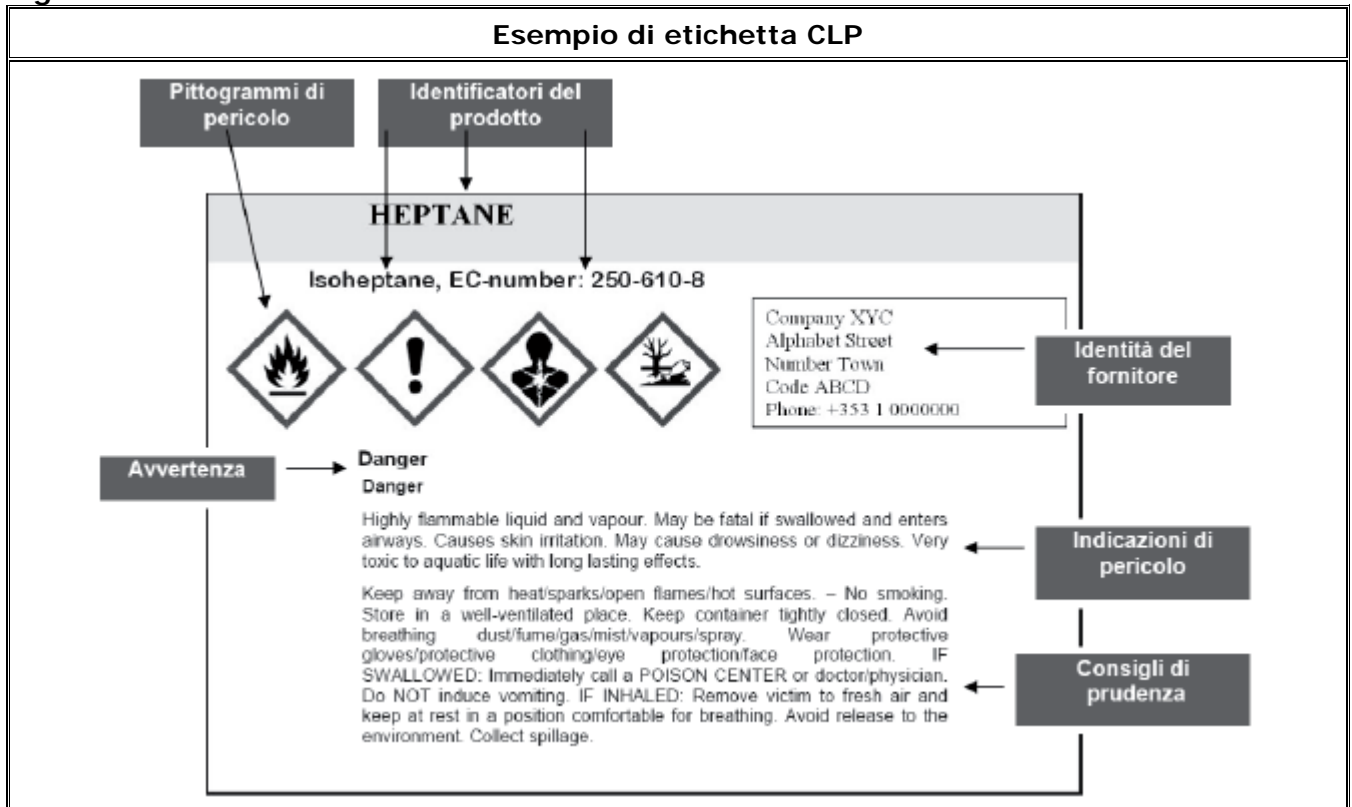 Esempio di etichetta CLP
Pittogrammi di
pericolo
Identificatori del
prodotto
HEPTANE
Isoheptane, EC-number: 250-610-8
Company XYC
Alphabet Street
Number Town
Code ABCD
Phone: +353 1 0000000
Identità del
fornitore
Avvertenza
Danger
Danger
Highly flammable liquid and vapour. May be fatal if swallowed and enters
airways. Causes skin irritation. May cause drowsiness or dizziness. Very
toxic to aquatic life with long lasting effects.
Indicazioni di
pericolo
Keep away from heat/sparks/open flames/hot surfaces. – No smoking.
Store in a well-ventilated place. Keep container tightly closed. Avoid
breathing dust/fume/gas/mist/vapours/spray. Wear protective
gloves/protective clothing/eye protection/face protection. IF
SWALLOWED: Immediately call a POISON CENTER or doctor/physician.
Do NOT induce vomiting. IF INHALED: Remove victim to fresh air and
keep at rest in a position comfortable for breathing. Avoid release to the
environment. Collect spillage.
Consigli di
prudenza